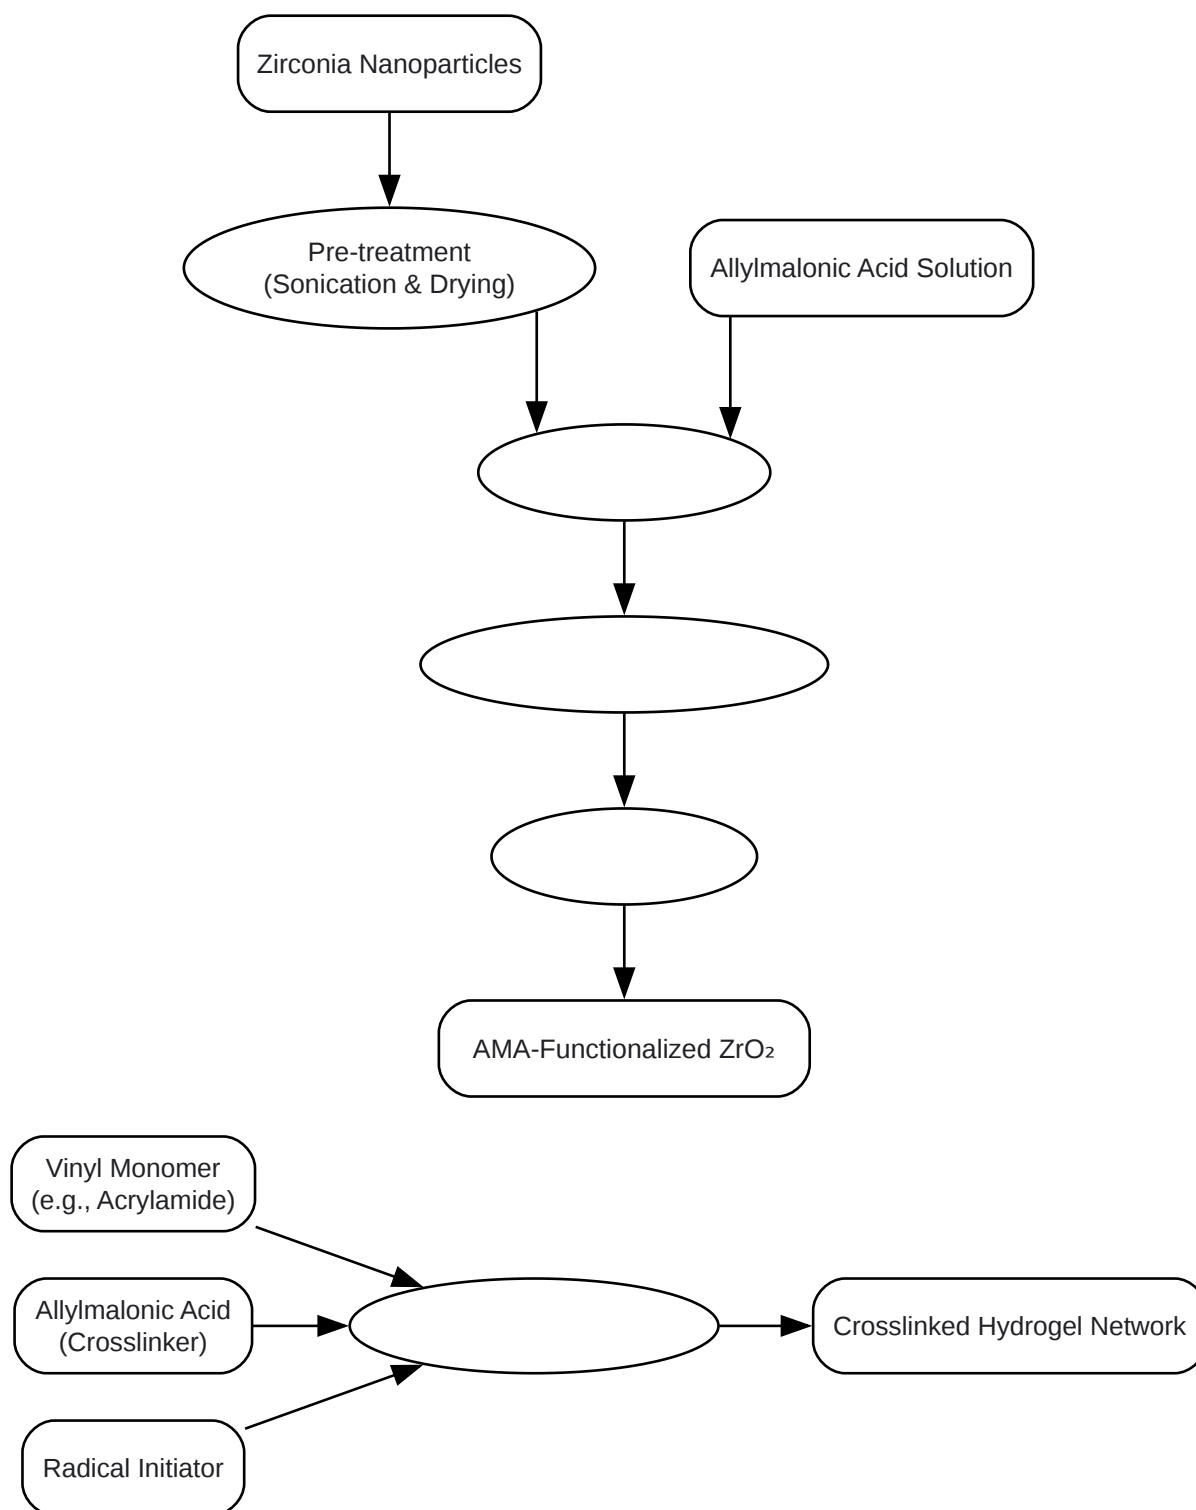 Zirconia Nanoparticles
Pre-treatment
(Sonication & Drying)
Allylmalonic Acid Solution
AMA-Functionalized ZrO₂
Vinyl Monomer
(e.g., Acrylamide)
Allylmalonic Acid
(Crosslinker)
Crosslinked Hydrogel Network
Radical Initiator